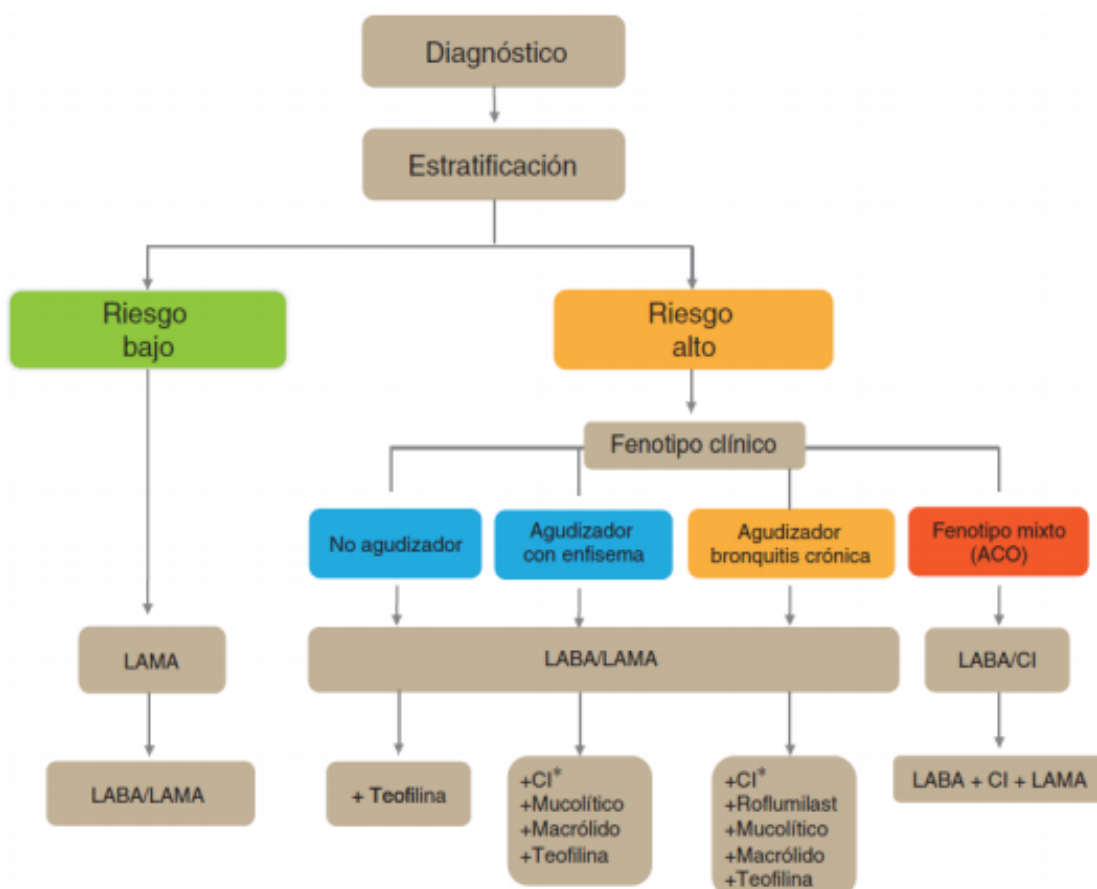 Diagnóstico
Estratificación
Riesgo
bajo
Riesgo
alto
Fenotipo clínico
No agudizador
Agudizador
con enfisema
Agudizador
bronquitis crónica
Fenotipo mixto
(ACO)
LAMA
LABA/LAMA
LABA/CI
LABA/LAMA
+ Teofilina
+CI*
+Mucolítico
+Macrólido
+Teofilina
+CI*
+Roflumilast
+Mucolítico
+Macrólido
+Teofilina
LABA + CI + LAMA